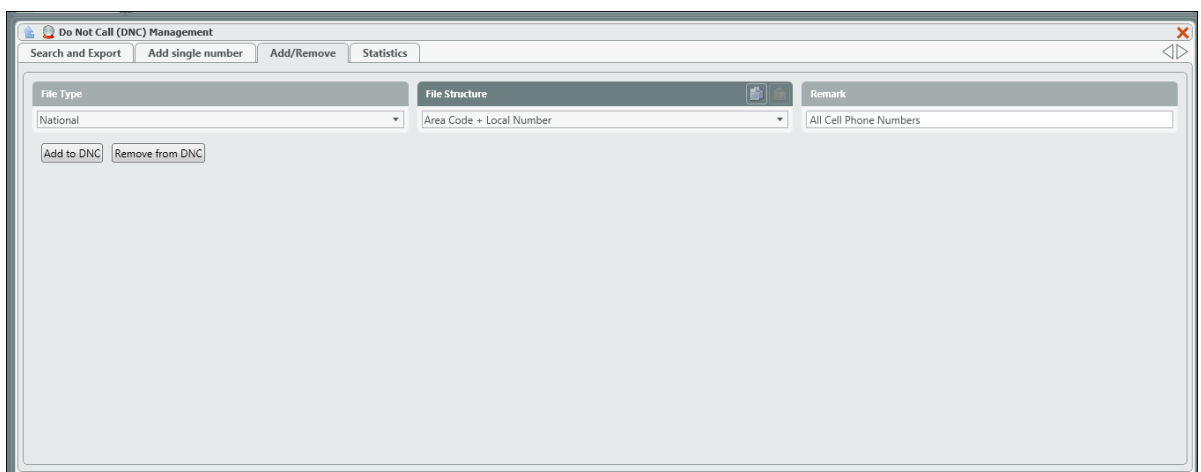 Do Not Call (DNC) Management
Search and Export Add single number Add/Remove Statistics
File Type File Structure Remark
National Area Code + Local Number All Cell Phone Numbers
Add to DNC Remove from DNC